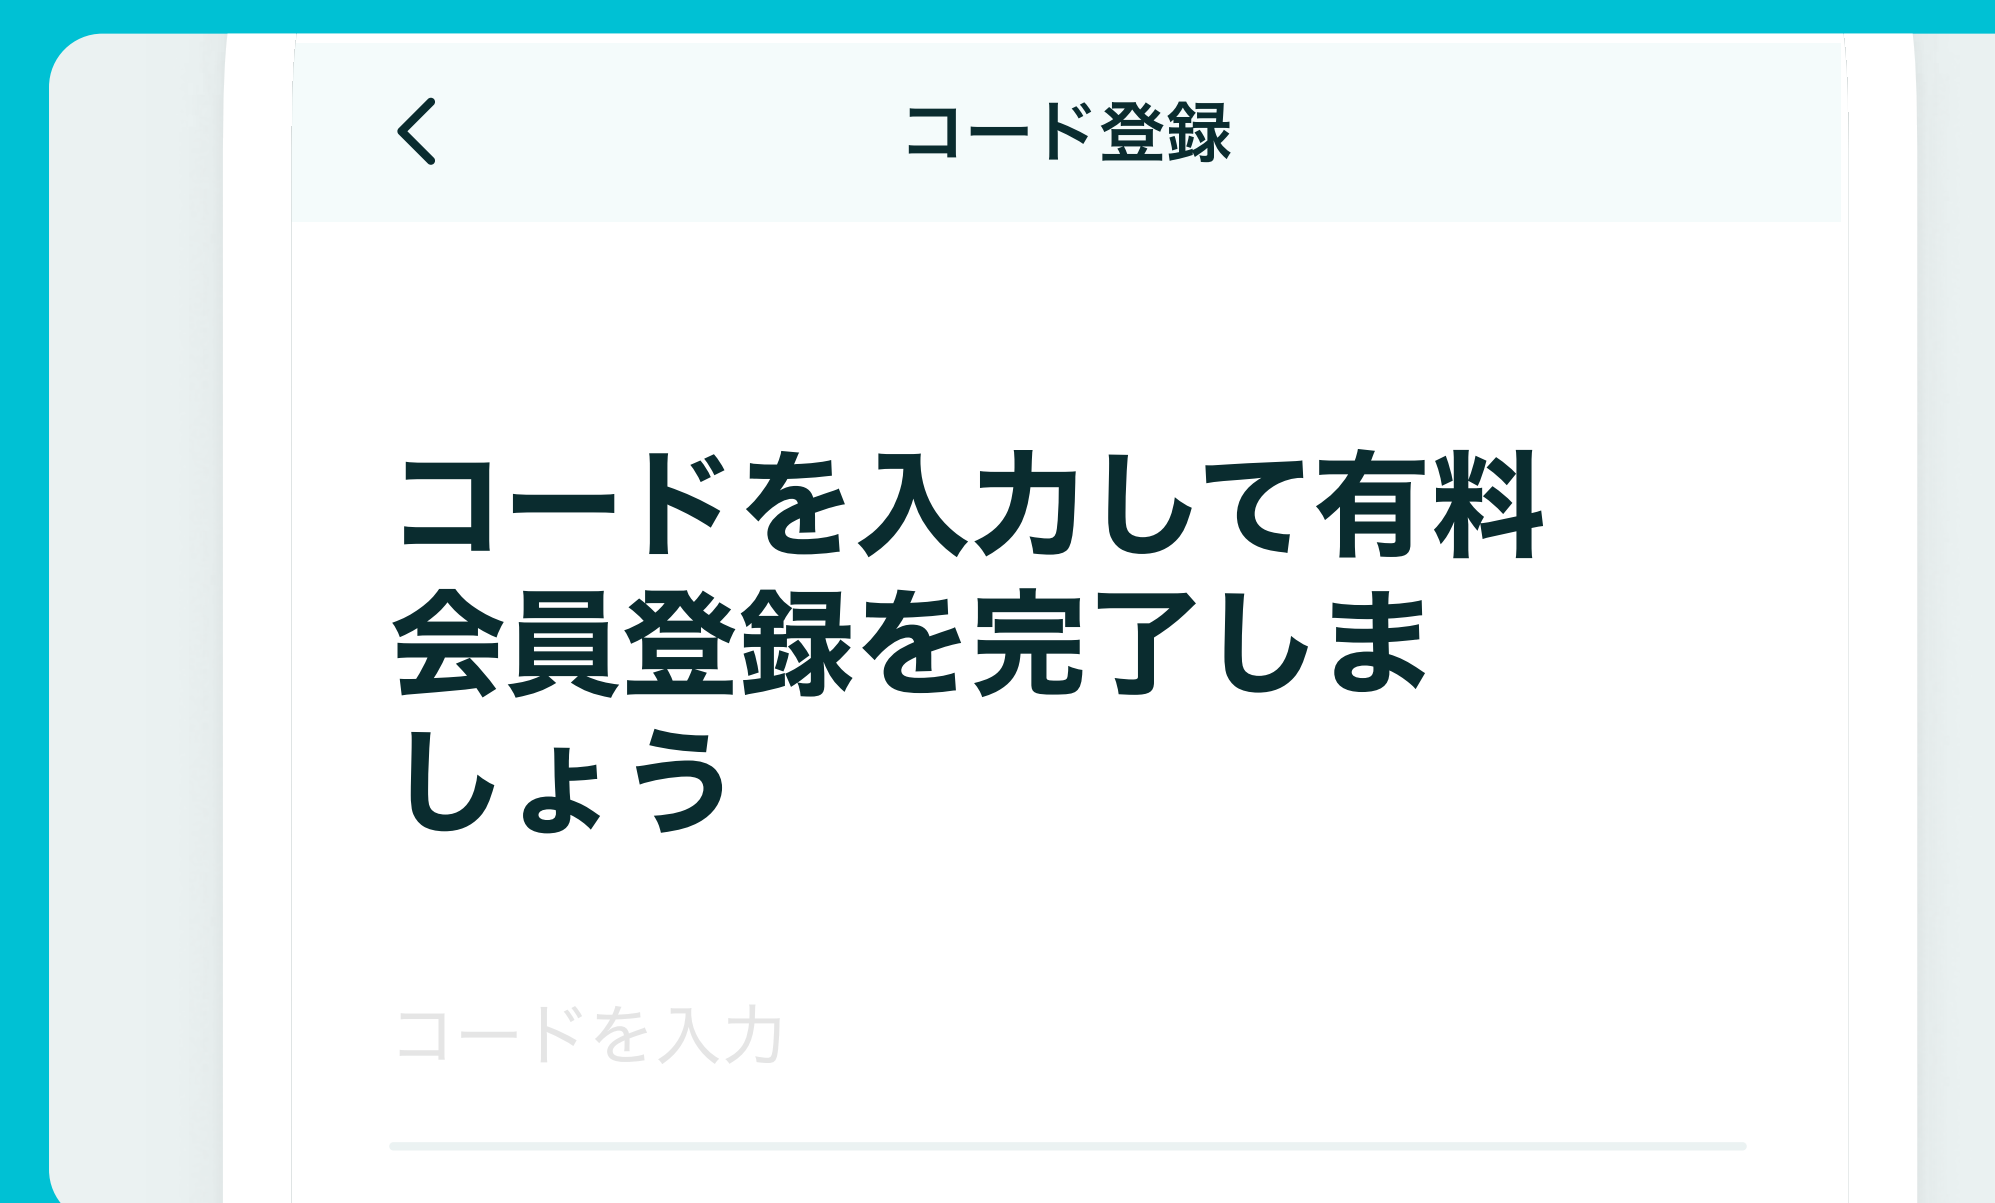 コード登録
コードを入力して有料
会員登録を完了しま
しょう
コードを入力